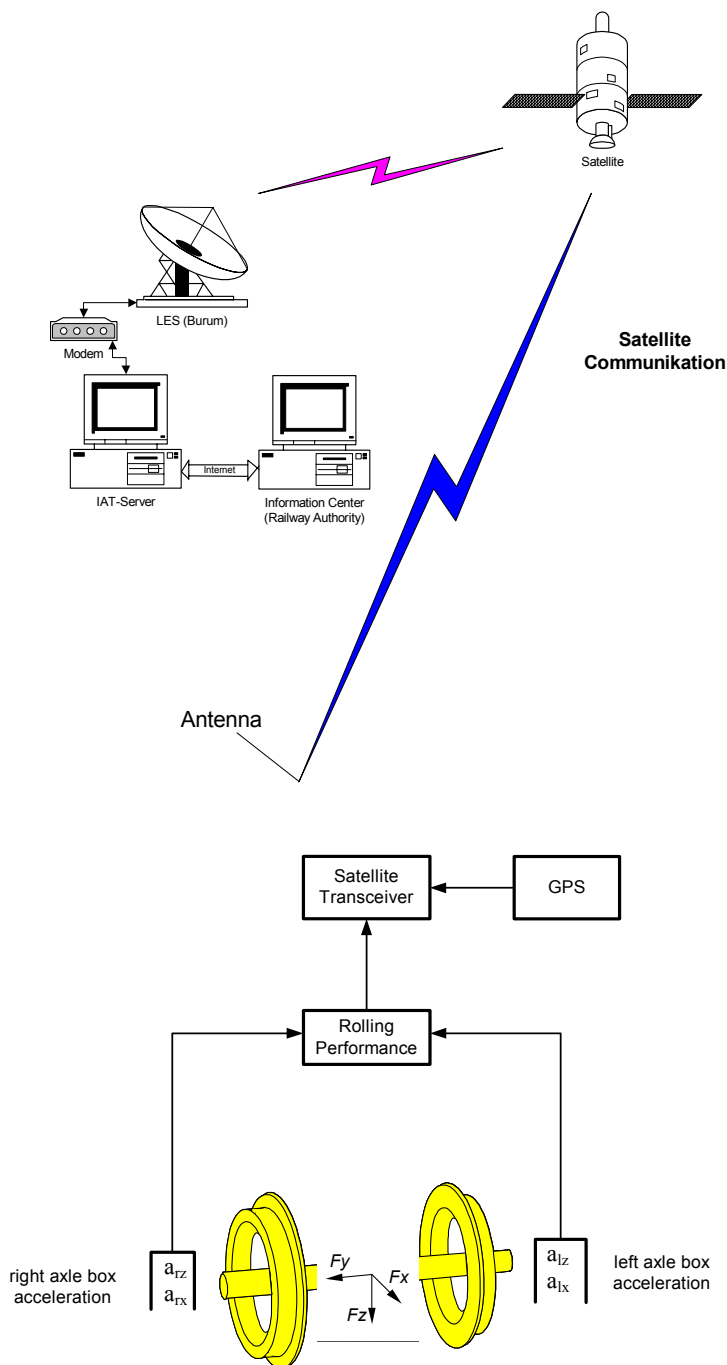 Satellite
LES (Burum)
Modem
Satellite
Communikation
Internet
IAT-Server
Information Center
(Railway Authority)
Antenna
Satellite
Transceiver
GPS
Rolling
Performance
right axle box
acceleration
arz
arx
Fy
Fx
Fz
alz
alx
left axle box
acceleration